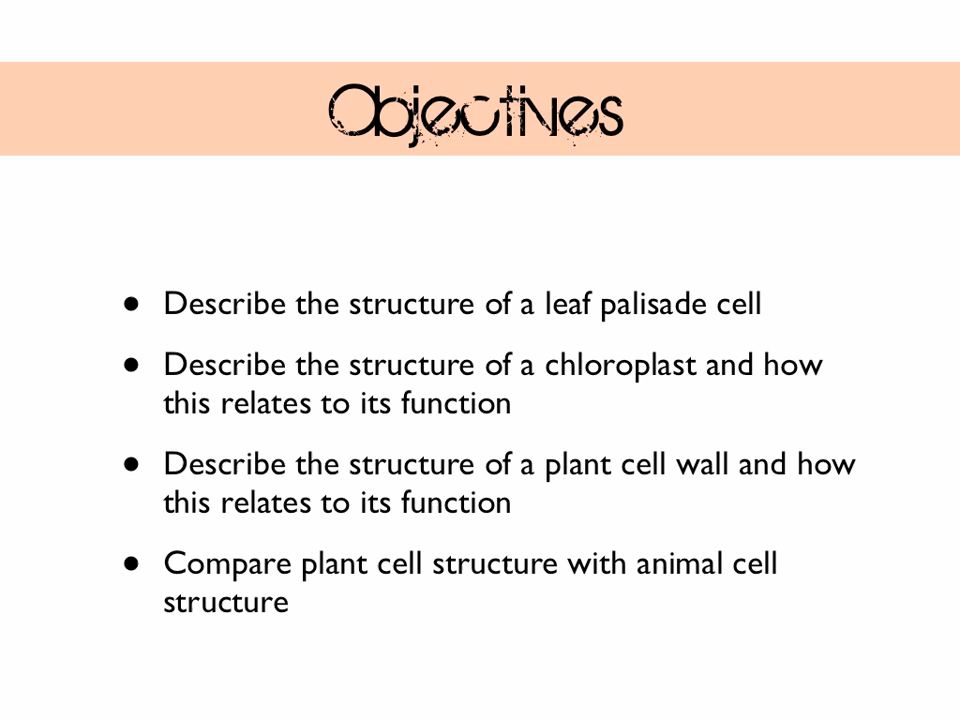 Objectives
• Describe the structure of a leaf palisade cell
• Describe the structure of a chloroplast and how
this relates to its function
• Describe the structure of a plant cell wall and how
this relates to its function
• Compare plant cell structure with animal cell
structure